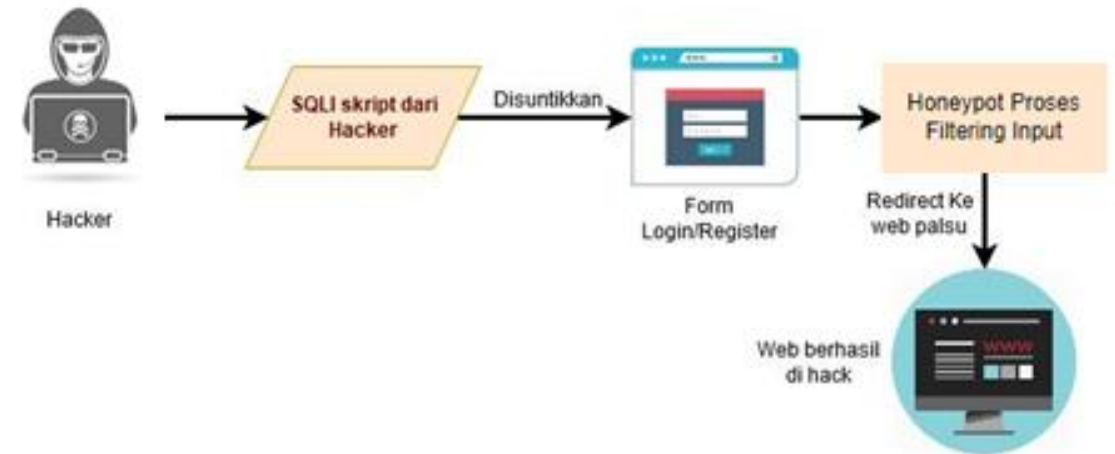 Hacker
SQLI skript dari
Hacker
Disuntikkan
www
Form
Login/Register
Honeypot Proses
Filtering Input
Redirect Ke
web palsu
Web berhasil
di hack
WWW